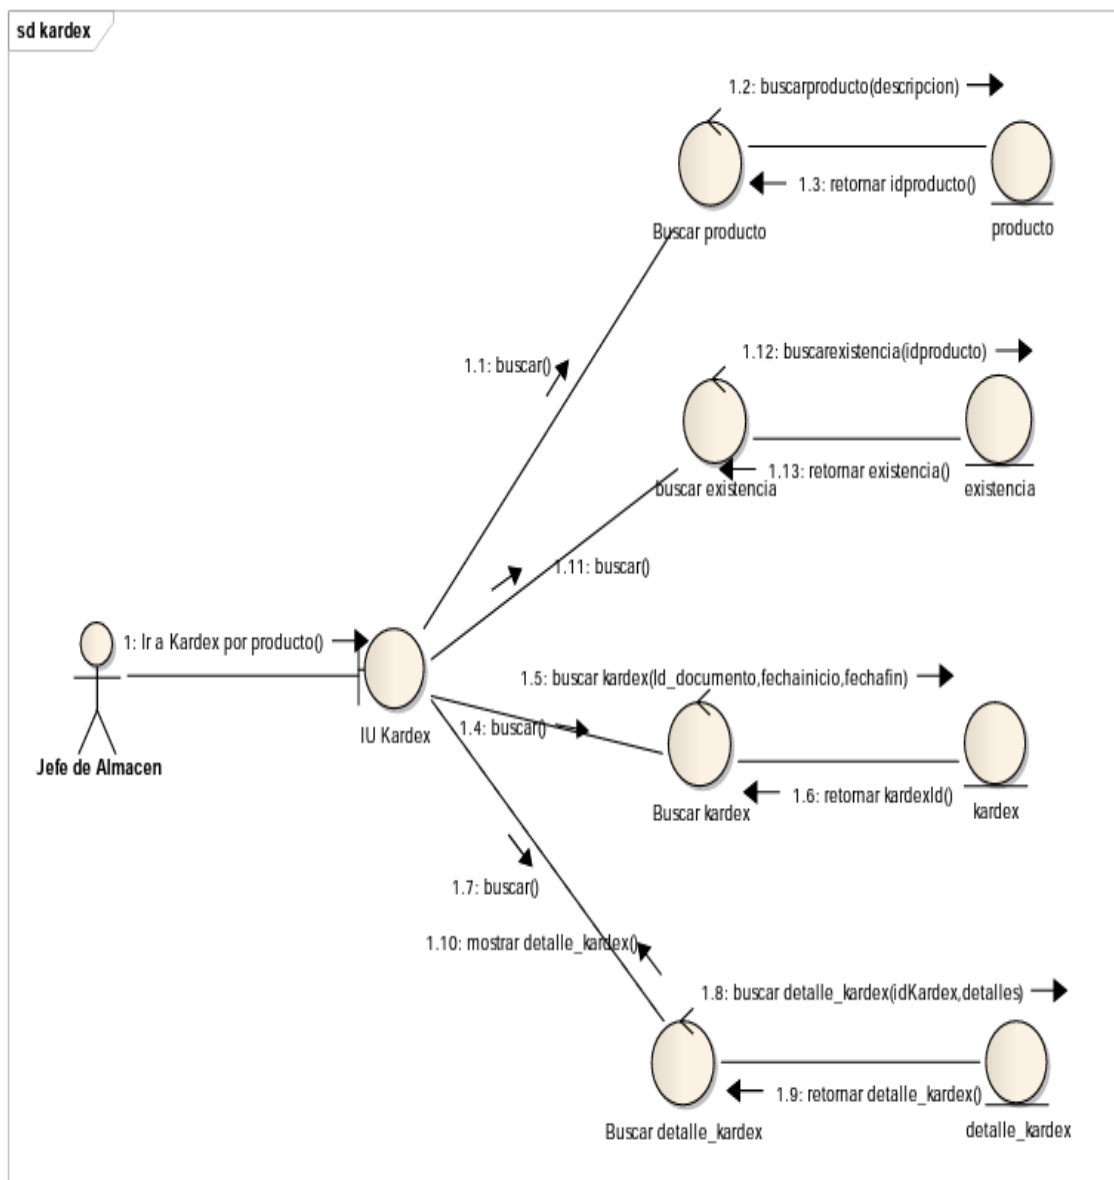 sd kardex
1.2: buscarproducto(descripcion)
1.3: retornar idproducto()
Buscar producto
producto
1.1: buscar()
1.12: buscarexistencia(idproducto)
1.13: retornar existencia()
buscar existencia
existencia
1.11: buscar()
1: Ir a Kardex por producto()
1.5: buscar kardex(Id_documento,fechainicio,fechafin)
1.4: buscar()
IU Kardex
Jefe de Almacen
1.6: retornar kardexId()
Buscar kardex
kardex
1.7: buscar()
1.10: mostrar detalle_kardex()
1.8: buscar detalle_kardex(idKardex,detalles)
1.9: retornar detalle_kardex()
Buscar detalle_kardex
detalle_kardex